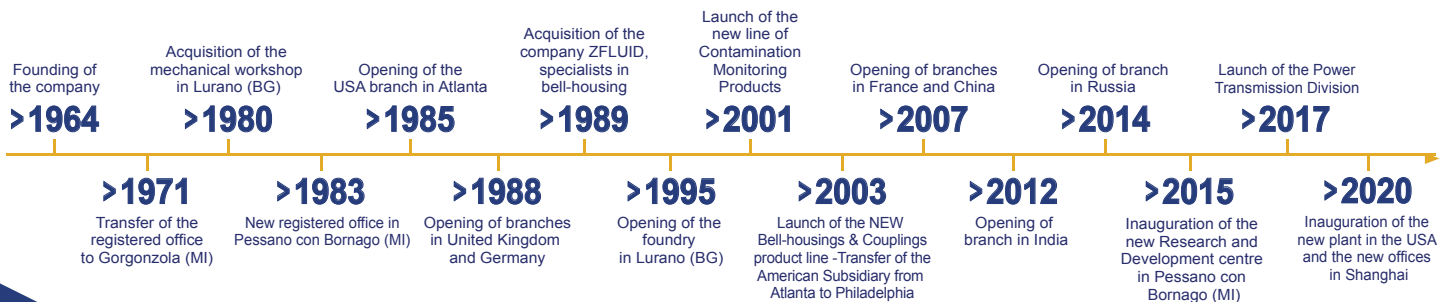 Founding of
the company
>1964
Transfer of the
registered office
to Gorgonzola (MI)
>1971
Acquisition of the
mechanical workshop
in Lurano (BG)
>1980
>1983
New registered office in
Pessano con Bornago (MI)
Opening of the
USA branch in Atlanta
>1985
>1988
Opening of branches
in United Kingdom
and Germany
Acquisition of the
company ZFLUID,
specialists in
bell-housing
>1989
>1995
Opening of the
foundry
in Lurano (BG)
Launch of the
new line of
Contamination
Monitoring
Products
>2001
>2003
Launch of the NEW
Bell-housings & Couplings
product line -Transfer of the
American Subsidiary from
Atlanta to Philadelphia
Opening of branches
in France and China
>2007
>2012
Opening of
branch in India
Opening of branch
in Russia
>2014
>2015
Inauguration of the
new Research and
Development centre
in Pessano con
Bornago (MI)
Launch of the Power
Transmission Division
>2017
>2020
Inauguration of the
new plant in the USA
and the new offices
in Shanghai